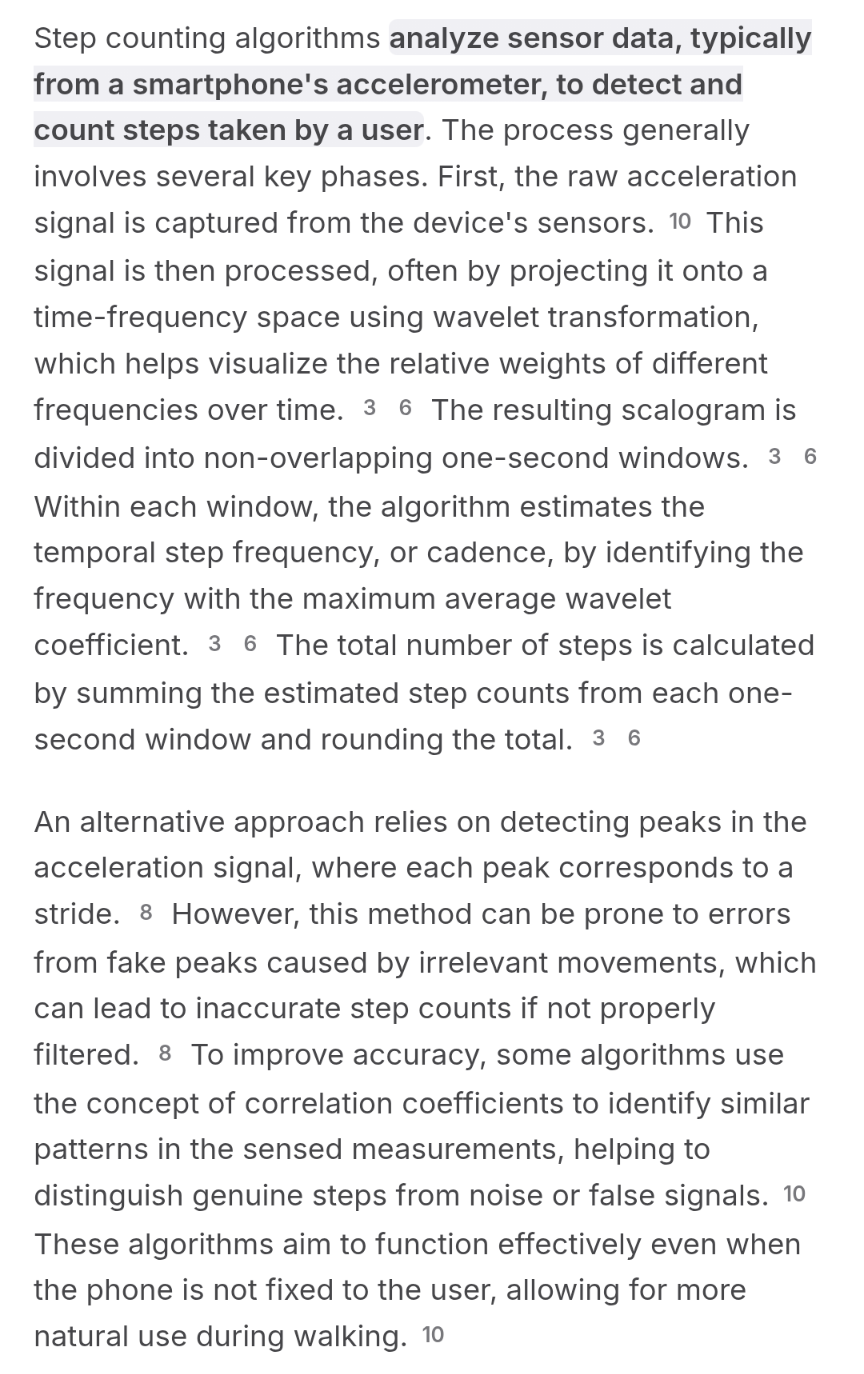 Step counting algorithms analyze sensor data, typically
from a smartphone's accelerometer, to detect and
count steps taken by a user. The process generally
involves several key phases. First, the raw acceleration
signal is captured from the device's sensors. 10 This
signal is then processed, often by projecting it onto a
time-frequency space using wavelet transformation,
which helps visualize the relative weights of different
frequencies over time. 3 6 The resulting scalogram is
divided into non-overlapping one-second windows. 3 6
Within each window, the algorithm estimates the
temporal step frequency, or cadence, by identifying the
frequency with the maximum average wavelet
coefficient. 3 6 The total number of steps is calculated
by summing the estimated step counts from each one-
second window and rounding the total. 3 6
An alternative approach relies on detecting peaks in the
acceleration signal, where each peak corresponds to a
stride. 8 However, this method can be prone to errors
from fake peaks caused by irrelevant movements, which
can lead to inaccurate step counts if not properly
filtered. 8 To improve accuracy, some algorithms use
the concept of correlation coefficients to identify similar
patterns in the sensed measurements, helping to
distinguish genuine steps from noise or false signals. 10
These algorithms aim to function effectively even when
the phone is not fixed to the user, allowing for more
natural use during walking. 10